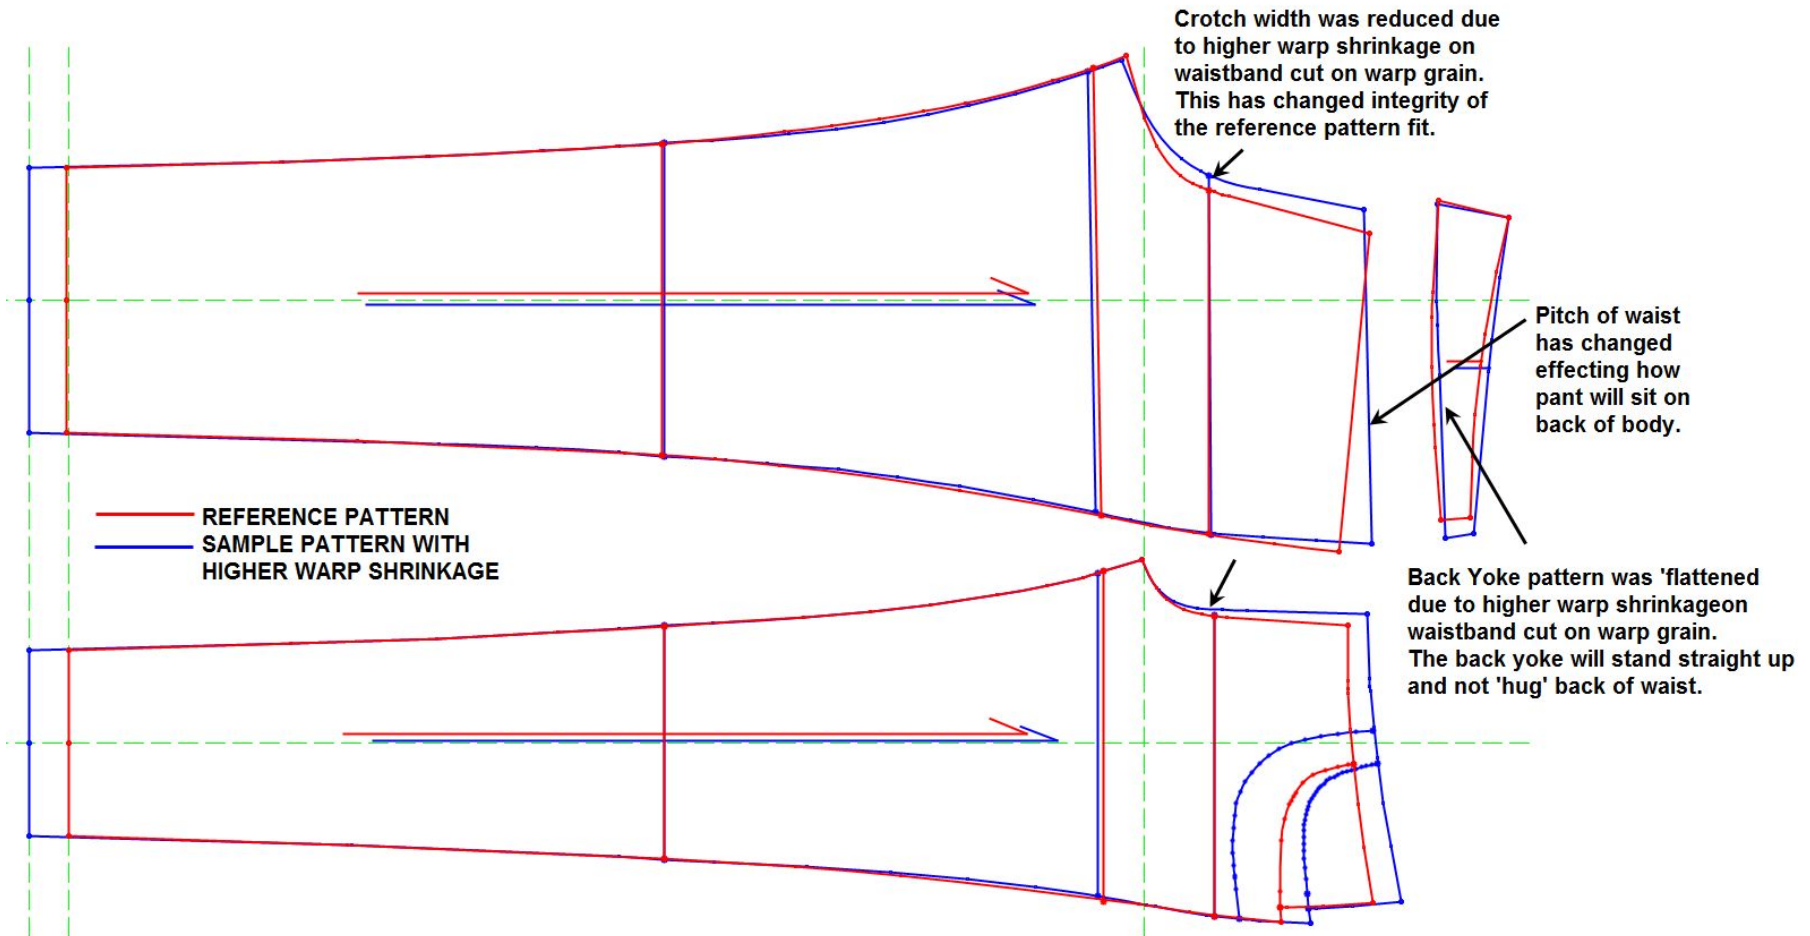 Crotch width was reduced due
to higher warp shrinkage on
waistband cut on warp grain.
This has changed integrity of
the reference pattern fit.
Pitch of waist
has changed
effecting how
pant will sit on
back of body.
REFERENCE PATTERN
SAMPLE PATTERN WITH
HIGHER WARP SHRINKAGE
Back Yoke pattern was 'flattened
due to higher warp shrinkageon
waistband cut on warp grain.
The back yoke will stand straight up
and not 'hug' back of waist.